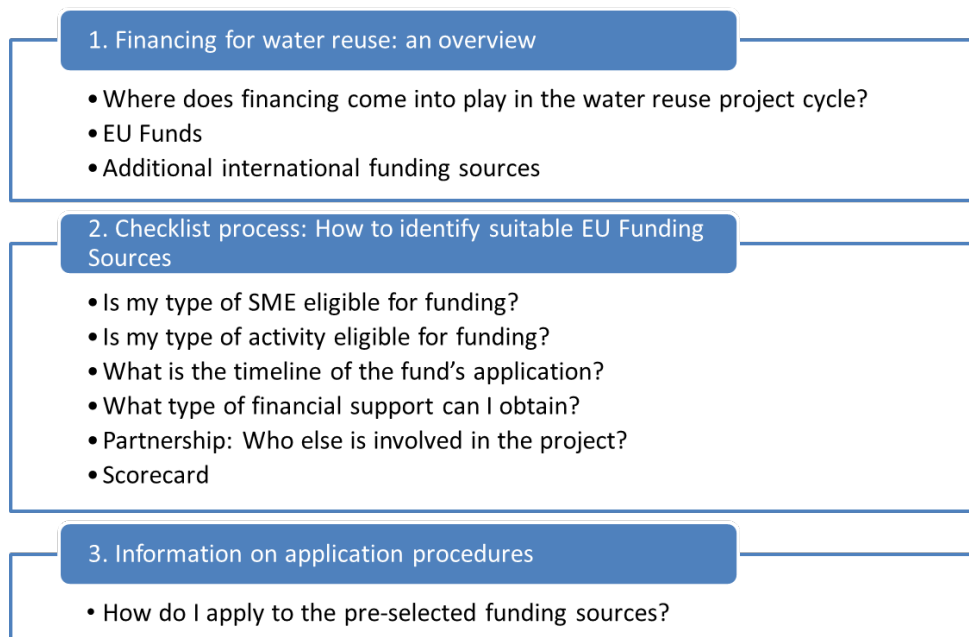 1. Financing for water reuse: an overview
• Where does financing come into play in the water reuse project cycle?
• EU Funds
• Additional international funding sources
2. Checklist process: How to identify suitable EU Funding
Sources
• Is my type of SME eligible for funding?
• Is my type of activity eligible for funding?
• What is the timeline of the fund’s application?
• What type of financial support can I obtain?
• Partnership: Who else is involved in the project?
• Scorecard
3. Information on application procedures
• How do I apply to the pre-selected funding sources?